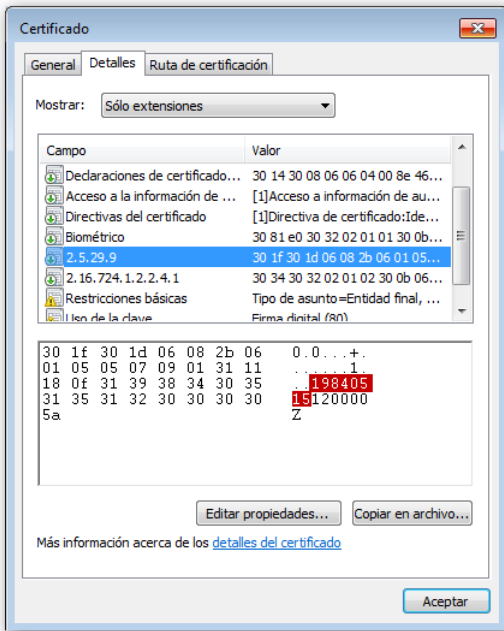 Certificado
General Detalles Ruta de certificación
Mostrar: Sólo extensiones
Campo Valor
Declaraciones de certificado... 30 14 30 08 06 06 04 00 8e 46...
Acceso a la información de ... [1]Acceso a información de au...
Directivas del certificado [1]Directiva de certificado:Ide...
Biométrico 30 81 e0 30 32 02 01 01 30 0b...
2.5.29.9 30 1f 30 1d 06 08 2b 06 01 05...
2.16.724.1.2.2.4.1 30 34 30 32 02 01 02 30 0b 06...
Restricciones básicas Tipo de asunto=Entidad final, ...
Uso de la clave Firma digital (80)
30 1f 30 1d 06 08 2b 06 0.0...+.
01 05 05 07 09 01 31 11 ......1.
18 0f 31 39 38 34 30 35 ..198405
31 35 31 32 30 30 30 30 15120000
5a Z
Editar propiedades... Copiar en archivo...
Más información acerca de los detalles del certificado
Aceptar